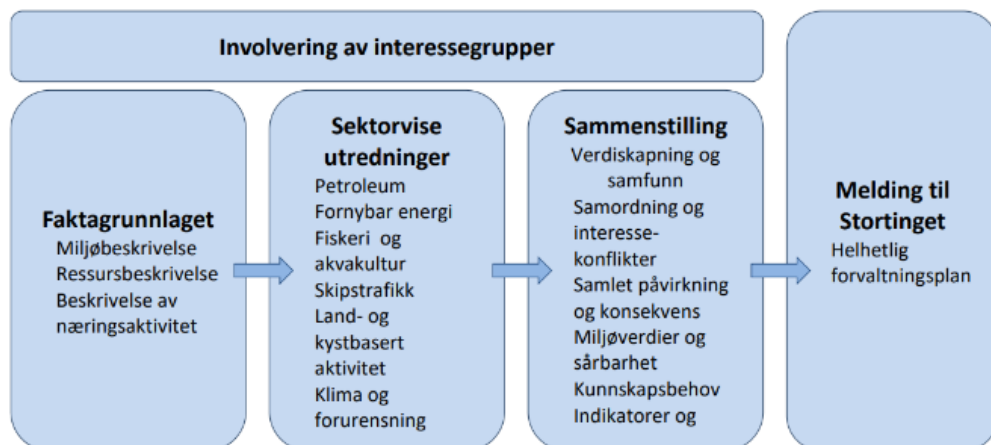 Involvering av interessegrupper
Faktagrunnlaget
Miljøbeskrivelse
Ressursbeskrivelse
Beskrivelse av
næringsaktivitet
Sektorvise
utredninger
Petroleum
Fornybar energi
Fiskeri og
akvakultur
Skipstrafikk
Land- og
kystbasert
aktivitet
Klima og
forurensning
Sammenstilling
Verdiskapning og
samfunn
Samordning og
interesse-
konflikter
Samlet påvirkning
og konsekvens
Miljøverdier og
sårbarhet
Kunnskapsbehov
Indikatorer og
Melding til
Stortinget
Helhetlig
forvaltningsplan